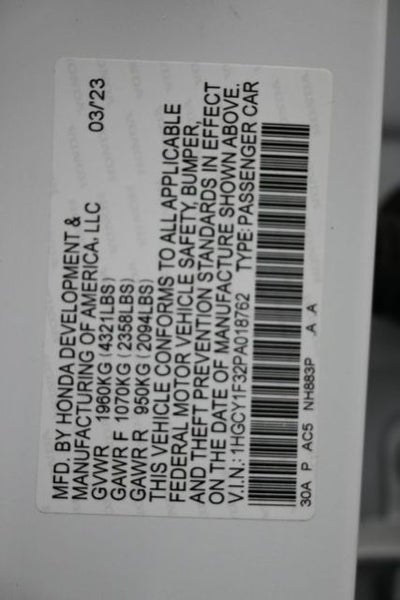 MFD. BY HONDA DEVELOPMENT &
MANUFACTURING OF AMERICA, LLC 03/'23
GVWR 1960KG (4321LBS)
GAWR F 1070KG (2358LBS)
GAWR R 950KG (2094LBS)
THIS VEHICLE CONFORMS TO ALL APPLICABLE
FEDERAL MOTOR VEHICLE SAFETY, BUMPER,
AND THEFT PREVENTION STANDARDS IN EFFECT
ON THE DATE OF MANUFACTURE SHOWN ABOVE.
V.I.N.: 1HGCY1F32PA018762 TYPE: PASSENGER CAR
30A P AC5 NH883P A A